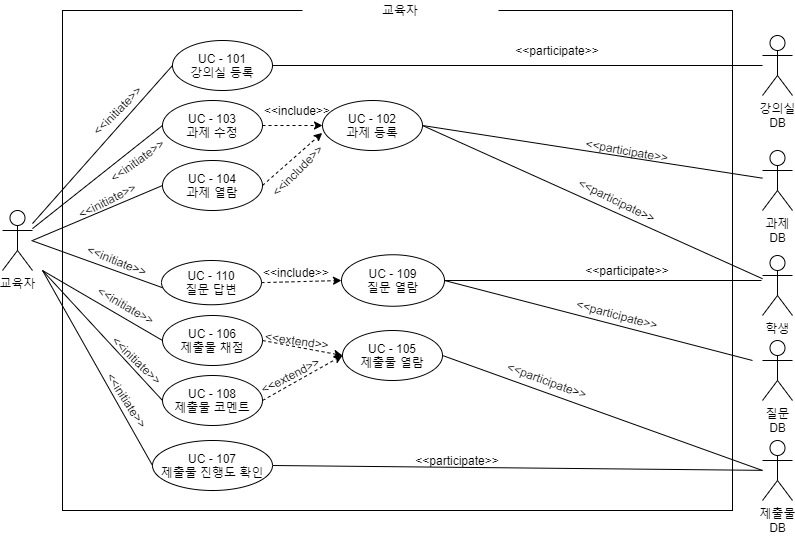 교육자
UC - 101
강의실 등록
<<initiate>>
<<participate>>
강의실
DB
UC - 103
과제 수정
<<initiate>>
<<include>>
UC - 102
과제 등록
<<participate>>
과제
DB
UC - 104
과제 열람
<<initiate>>
<<include>>
<<participate>>
교육자
UC - 110
질문 답변
<<initiate>>
<<include>>
UC - 109
질문 열람
<<participate>>
학생
<<participate>>
질문
DB
UC - 106
제출물 채점
<<initiate>>
<<extend>>
UC - 105
제출물 열람
<<participate>>
UC - 108
제출물 코멘트
<<initiate>>
<<extend>>
UC - 107
제출물 진행도 확인
<<initiate>>
<<participate>>
제출물
DB